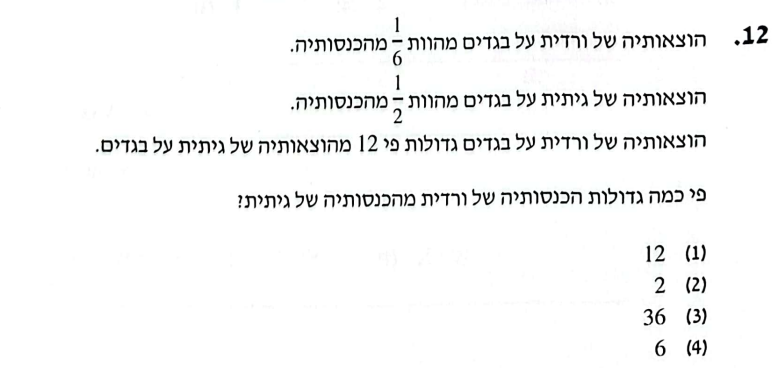 12. הוצאותיה של ורדית על בגדים מהוות 1/6 מהכנסותיה.
הוצאותיה של גיתית על בגדים מהוות 1/2 מהכנסותיה.
הוצאותיה של ורדית על בגדים גדולות פי 12 מהוצאותיה של גיתית על בגדים.
פי כמה גדולות הכנסותיה של ורדית מהכנסותיה של גיתית?
(1) 12
(2) 2
(3) 36
(4) 6